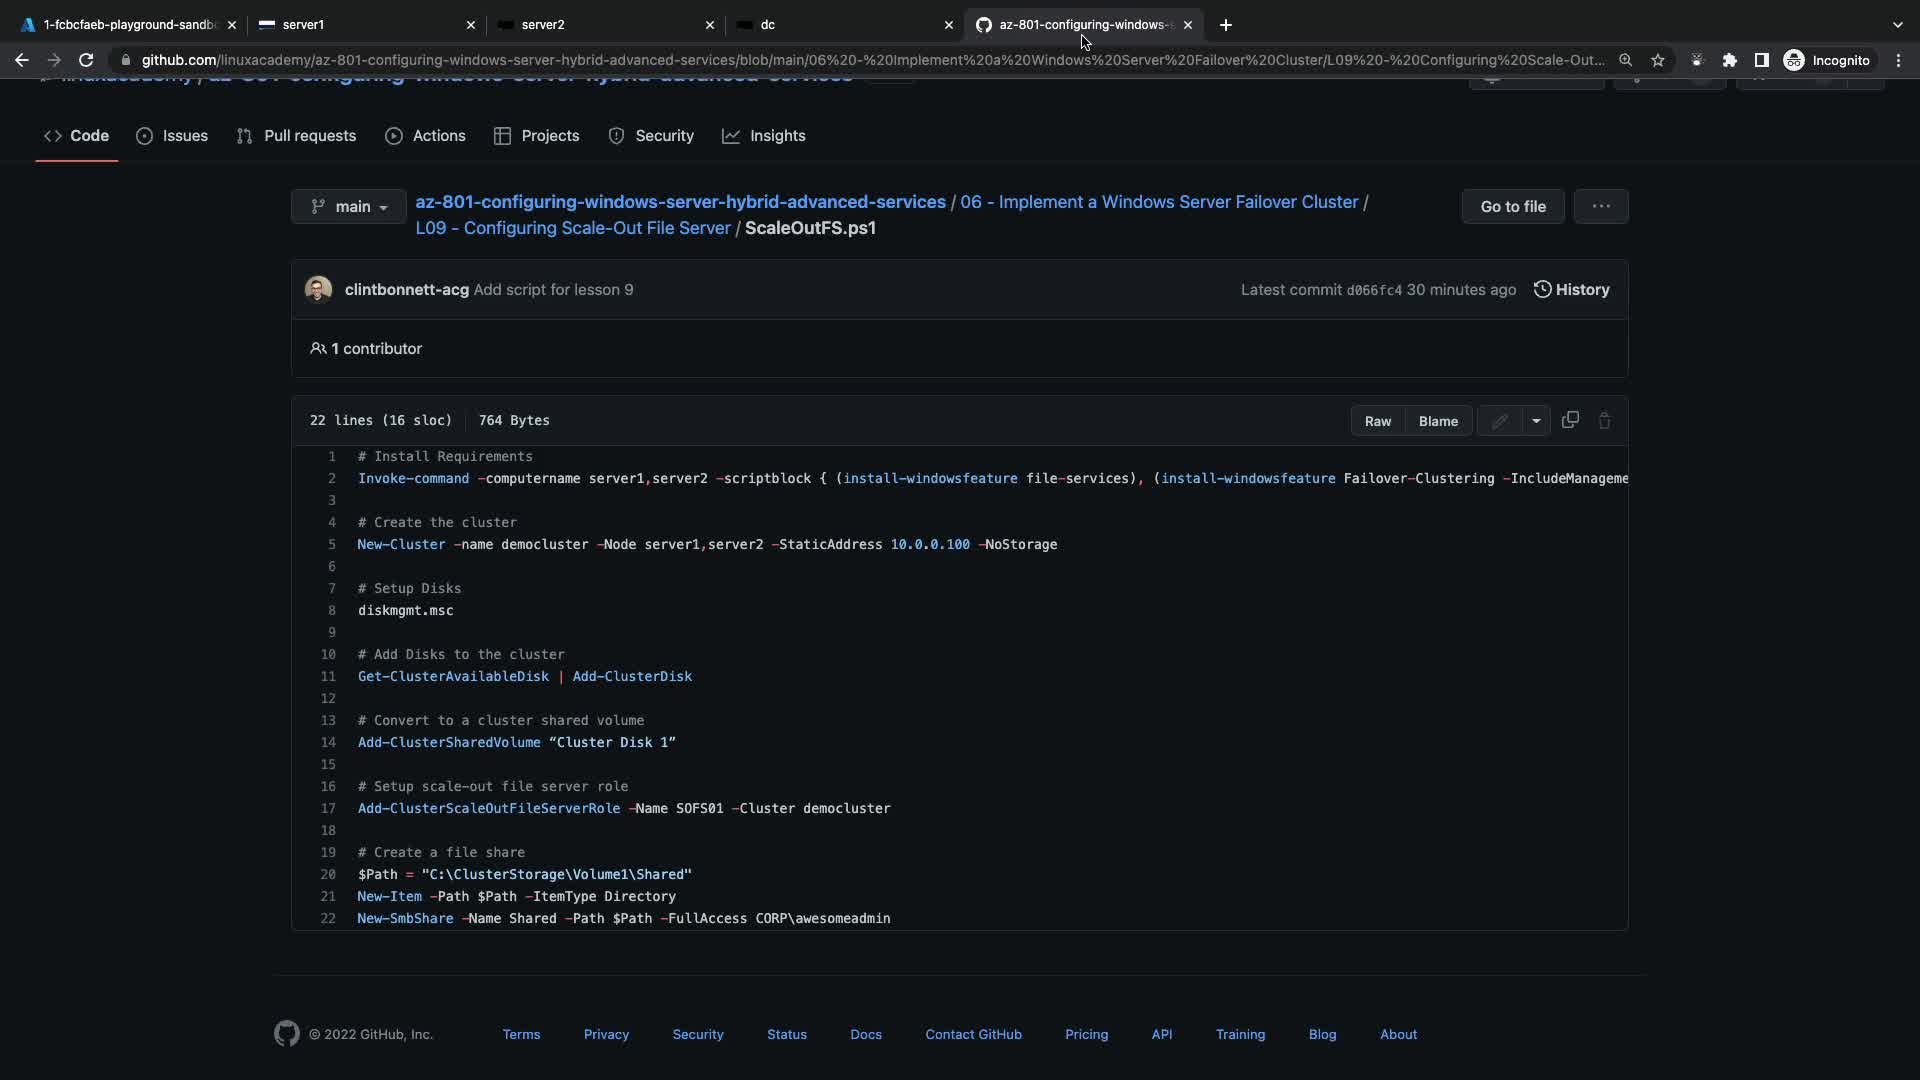 1-fcbcfaeb-playground-sandb
server1
server2
dc
az-801-configuring-windows-
github.com/linuxacademy/az-801-configuring-windows-server-hybrid-advanced-services/blob/main/06%20-%20Implement%20a%20Windows%20Server%20Failover%20Cluster/L09%20-%20Configuring%20Scale-Out...
Incognito
linuxacademy/az-801-configuring-windows-server-hybrid-advanced-services
Code
Issues
Pull requests
Actions
Projects
Security
Insights
main
az-801-configuring-windows-server-hybrid-advanced-services / 06 - Implement a Windows Server Failover Cluster /
L09 - Configuring Scale-Out File Server / ScaleOutFS.ps1
Go to file
clintbonnett-acg Add script for lesson 9
Latest commit d066fc4 30 minutes ago
History
1 contributor
22 lines (16 sloc)
764 Bytes
Raw
Blame
1 # Install Requirements
2 Invoke-command -computername server1,server2 -scriptblock { (install-windowsfeature file-services), (install-windowsfeature Failover-Clustering -IncludeManageme
3
4 # Create the cluster
5 New-Cluster -name democluster -Node server1,server2 -StaticAddress 10.0.0.100 -NoStorage
6
7 # Setup Disks
8 diskmgmt.msc
9
10 # Add Disks to the cluster
11 Get-ClusterAvailableDisk | Add-ClusterDisk
12
13 # Convert to a cluster shared volume
14 Add-ClusterSharedVolume “Cluster Disk 1”
15
16 # Setup scale-out file server role
17 Add-ClusterScaleOutFileServerRole -Name SOFS01 -Cluster democluster
18
19 # Create a file share
20 $Path = "C:\ClusterStorage\Volume1\Shared"
21 New-Item -Path $Path -ItemType Directory
22 New-SmbShare -Name Shared -Path $Path -FullAccess CORP\awesomeadmin
© 2022 GitHub, Inc.
Terms
Privacy
Security
Status
Docs
Contact GitHub
Pricing
API
Training
Blog
About